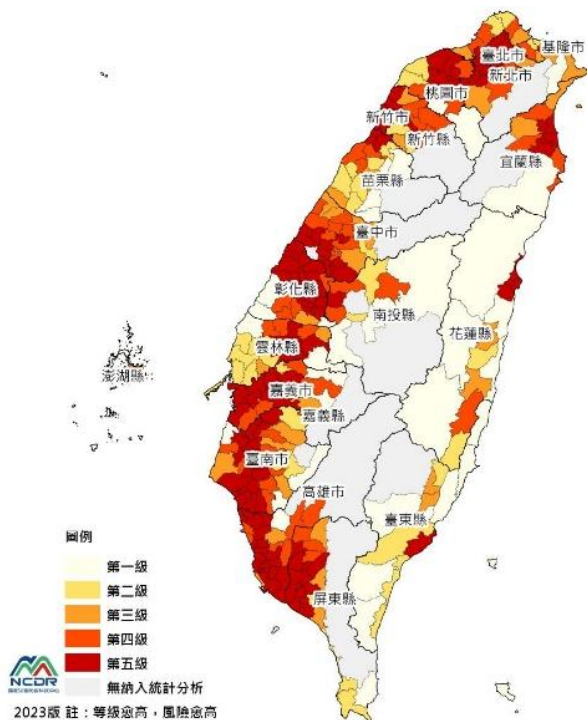 基隆市
臺北市
新北市
桃園市
新竹市
新竹縣
宜蘭縣
苗栗縣
臺中市
彰化縣
南投縣
花蓮縣
雲林縣
澎湖縣
嘉義市
嘉義縣
臺南市
高雄市
臺東縣
屏東縣
圖例
第一級
第二級
第三級
第四級
第五級
無納入統計分析
NCDR
2023版 註：等級愈高，風險愈高